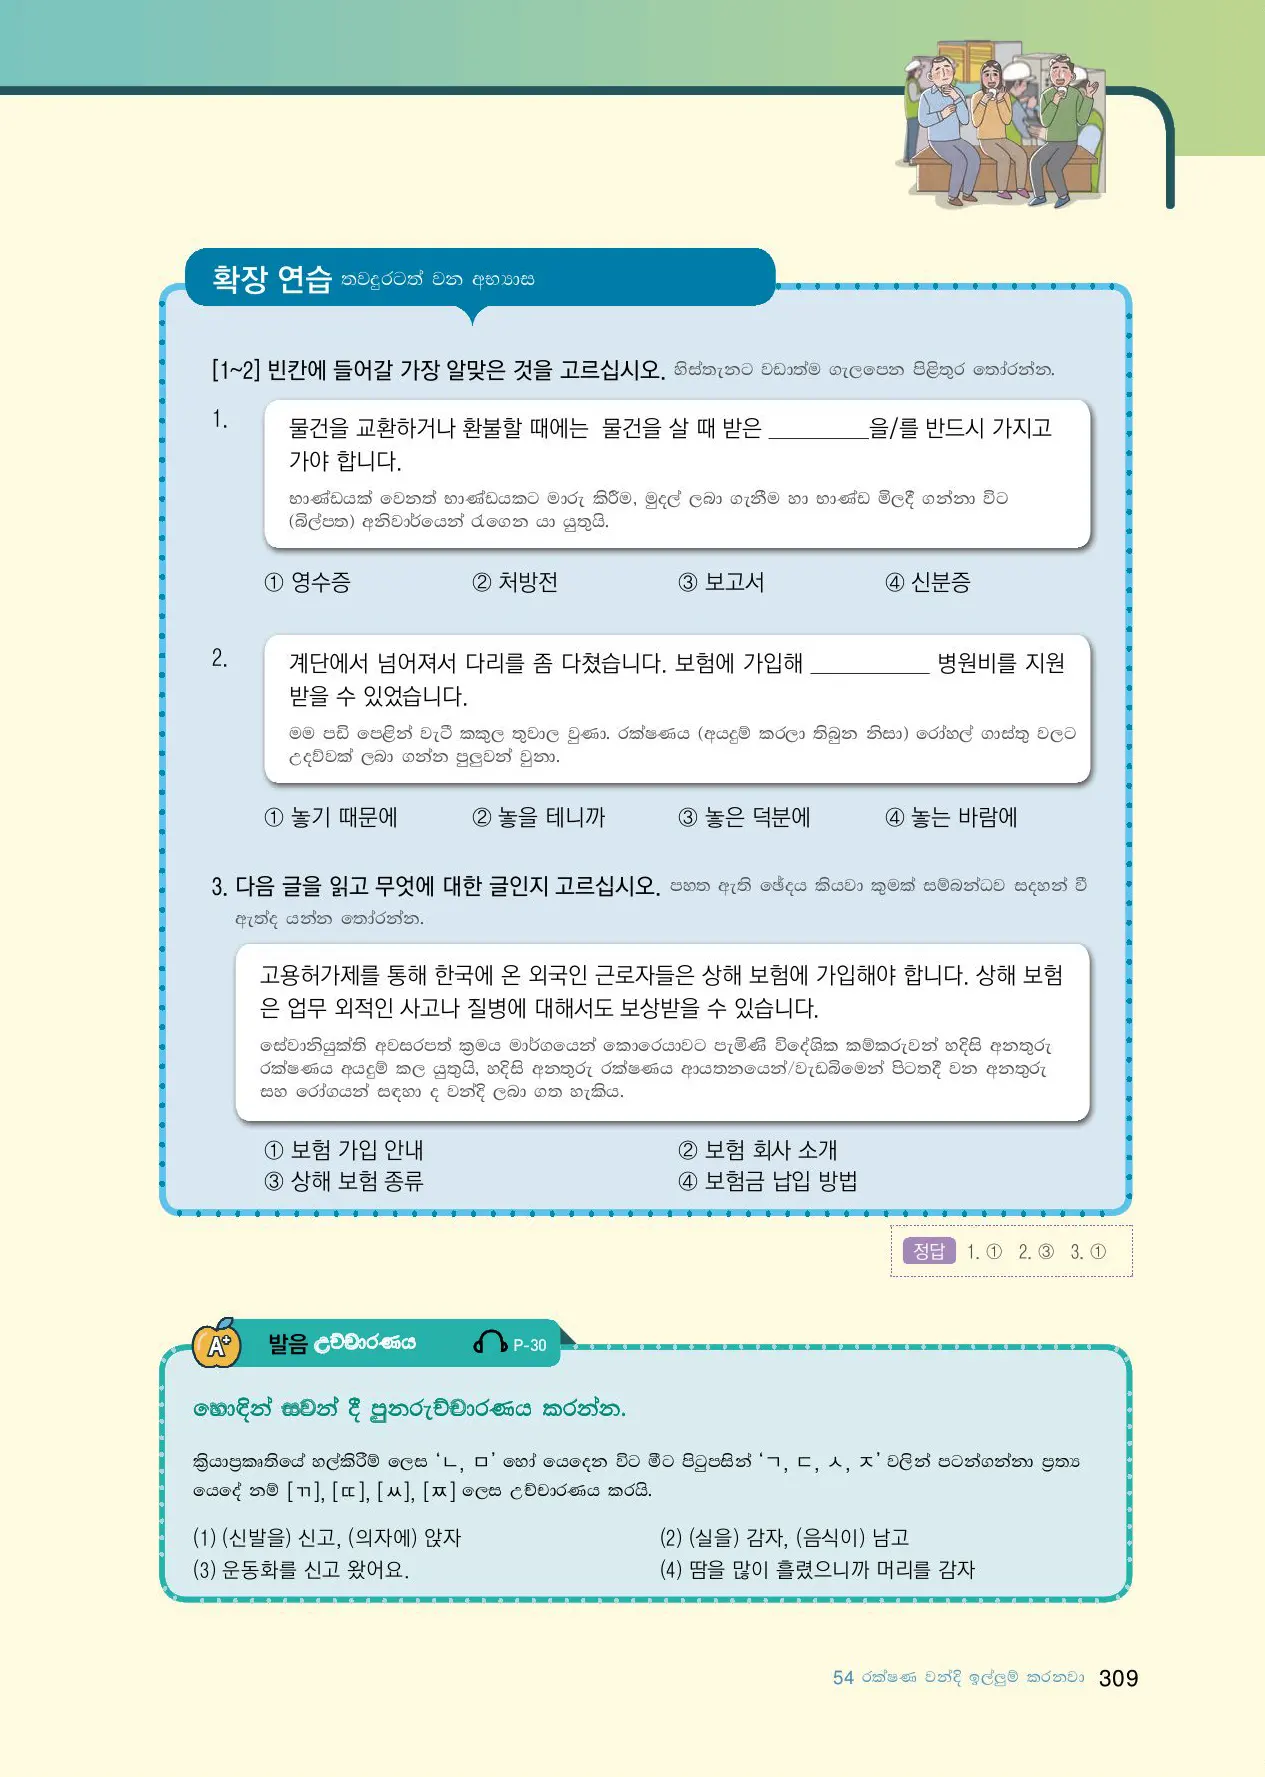 확장 연습 තවදුරටත් වන අභ්‍යාස
[1~2] 빈칸에 들어갈 가장 알맞은 것을 고르십시오. හිස්තැනට වඩාත්ම ගැලපෙන පිළිතුර තෝරන්න.
1.
물건을 교환하거나 환불할 때에는 물건을 살 때 받은 _________을/를 반드시 가지고
가야 합니다.
භාණ්ඩයක් වෙනත් භාණ්ඩයකට මාරු කිරීම, මුදල් ලබා ගැනීම හා භාණ්ඩ මිලදී ගන්නා විට
(බිල්පත) අනිවාර්යෙන් රැගෙන යා යුතුයි.
① 영수증 ② 처방전 ③ 보고서 ④ 신분증
2.
계단에서 넘어져서 다리를 좀 다쳤습니다. 보험에 가입해 ___________ 병원비를 지원
받을 수 있었습니다.
මම පඩි පෙළින් වැටී කකුල තුවාල වුණා. රක්ෂණය (අයදුම් කරලා තිබුන නිසා) රෝහල් ගාස්තු වලට
උදව්වක් ලබා ගන්න පුලුවන් වුනා.
① 놓기 때문에 ② 놓을 테니까 ③ 놓은 덕분에 ④ 놓는 바람에
3. 다음 글을 읽고 무엇에 대한 글인지 고르십시오. පහත ඇති ඡේදය කියවා කුමක් සම්බන්ධව සදහන් වී
ඇත්ද යන්න තෝරන්න.
고용허가제를 통해 한국에 온 외국인 근로자들은 상해 보험에 가입해야 합니다. 상해 보험
은 업무 외적인 사고나 질병에 대해서도 보상받을 수 있습니다.
සේවානියුක්ති අවසරපත් ක්‍රමය මාර්ගයෙන් කොරෙයාවට පැමිණි විදේශික කම්කරුවන් හදිසි අනතුරු
රක්ෂණය අයදුම් කල යුතුයි, හදිසි අනතුරු රක්ෂණය ආයතනයෙන්/වැඩබිමෙන් පිටතදී වන අනතුරු
සහ රෝගයන් සඳහා ද වන්දි ලබා ගත හැකිය.
① 보험 가입 안내 ② 보험 회사 소개
③ 상해 보험 종류 ④ 보험금 납입 방법
정답 1. ① 2. ③ 3. ①
A+ 발음 උච්චාරණය P-30
හොඳින් සවන් දී පුනරුච්චාරණය කරන්න.
ක්‍රියාප්‍රකෘතියේ හල්කිරීම් ලෙස ‘ㄴ, ㅁ’ හෝ යෙදෙන විට මීට පිටුපසින් ‘ㄱ, ㄷ, ㅅ, ㅈ’ වලින් පටන්ගන්නා ප්‍රත්‍ය
යෙදේ නම් [ㄲ], [ㄸ], [ㅆ], [ㅉ] ලෙස උච්චාරණය කරයි.
(1) (신발을) 신고, (의자에) 앉자 (2) (실을) 감자, (음식이) 남고
(3) 운동화를 신고 왔어요. (4) 땀을 많이 흘렸으니까 머리를 감자
54 රක්ෂණ වන්දි ඉල්ලුම් කරනවා 309